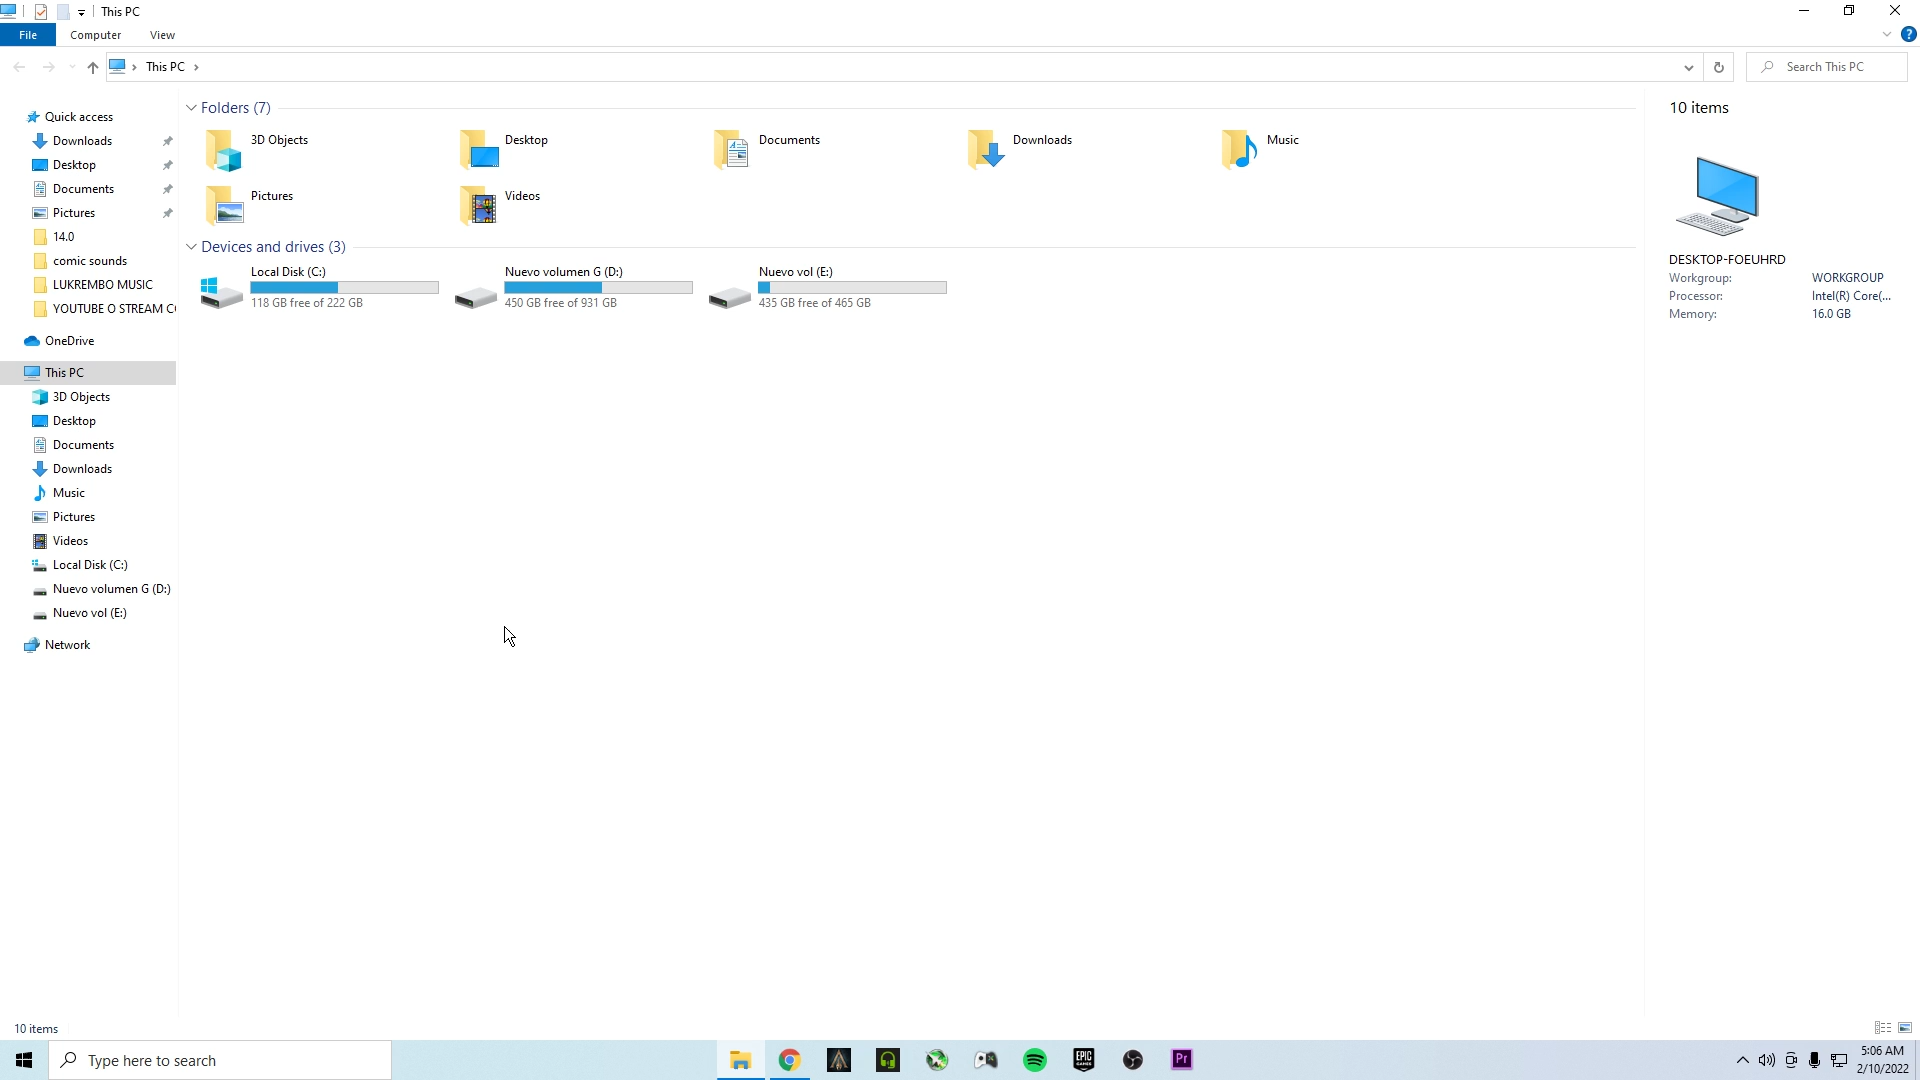 This PC
File
Computer
View
?
This PC
Search This PC
Quick access
Downloads
Desktop
Documents
Pictures
14.0
comic sounds
LUKREMBO MUSIC
YOUTUBE O STREAM C
OneDrive
This PC
3D Objects
Desktop
Documents
Downloads
Music
Pictures
Videos
Local Disk (C:)
Nuevo volumen G (D:)
Nuevo vol (E:)
Network
Folders (7)
3D Objects
Desktop
Documents
Downloads
Music
Pictures
Videos
Devices and drives (3)
Local Disk (C:)
118 GB free of 222 GB
Nuevo volumen G (D:)
450 GB free of 931 GB
Nuevo vol (E:)
435 GB free of 465 GB
10 items
DESKTOP-FOEUHRD
Workgroup: WORKGROUP
Processor: Intel(R) Core(...
Memory: 16.0 GB
10 items
Type here to search
EPIC
GAMES
Pr
5:06 AM
2/10/2022